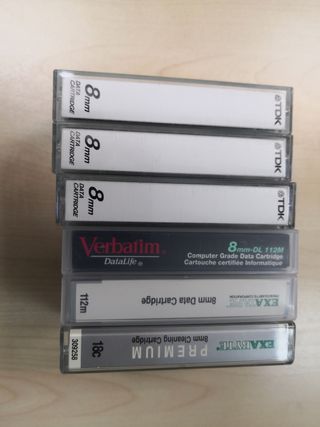 8mm
DATA
CARTRIDGE
TDK
8mm
DATA
CARTRIDGE
TDK
8mm
DATA
CARTRIDGE
TDK
Verbatim
DataLife
8mm-DL 112M
Computer Grade Data Cartridge
Cartouche certifiée Informatique
112m
8mm Data Cartridge
EXABYTE
309258
18c
PREMIUM
8mm Cleaning Cartridge
EXABYTE